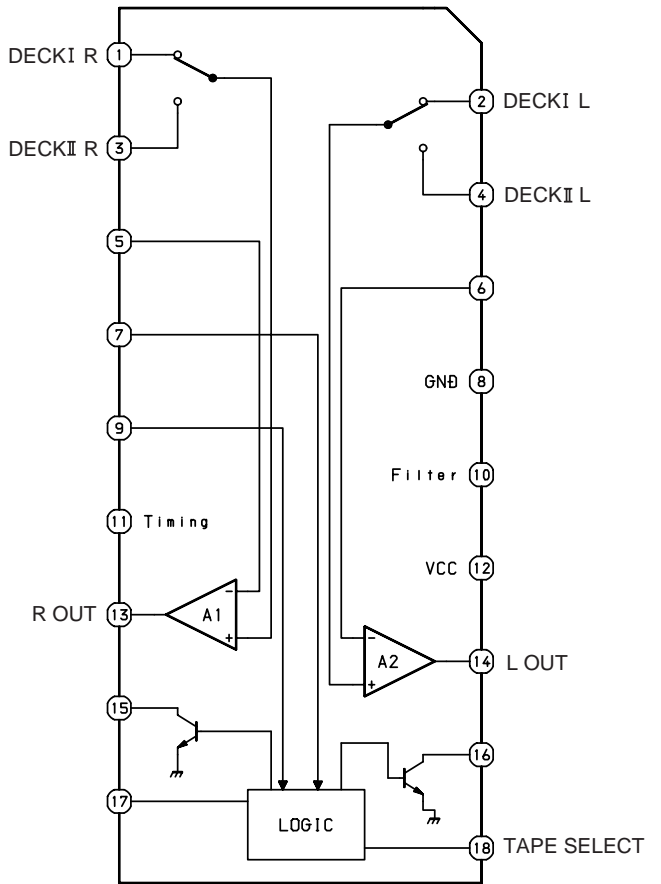 DECKⅠ R 1
2 DECKⅠ L
DECKⅡ R 3
4 DECKⅡ L
5
6
7
GND 8
9
Filter 10
11 Timing
VCC 12
R OUT 13
- A1 +
- A2 +
14 L OUT
15
16
17
LOGIC
18 TAPE SELECT